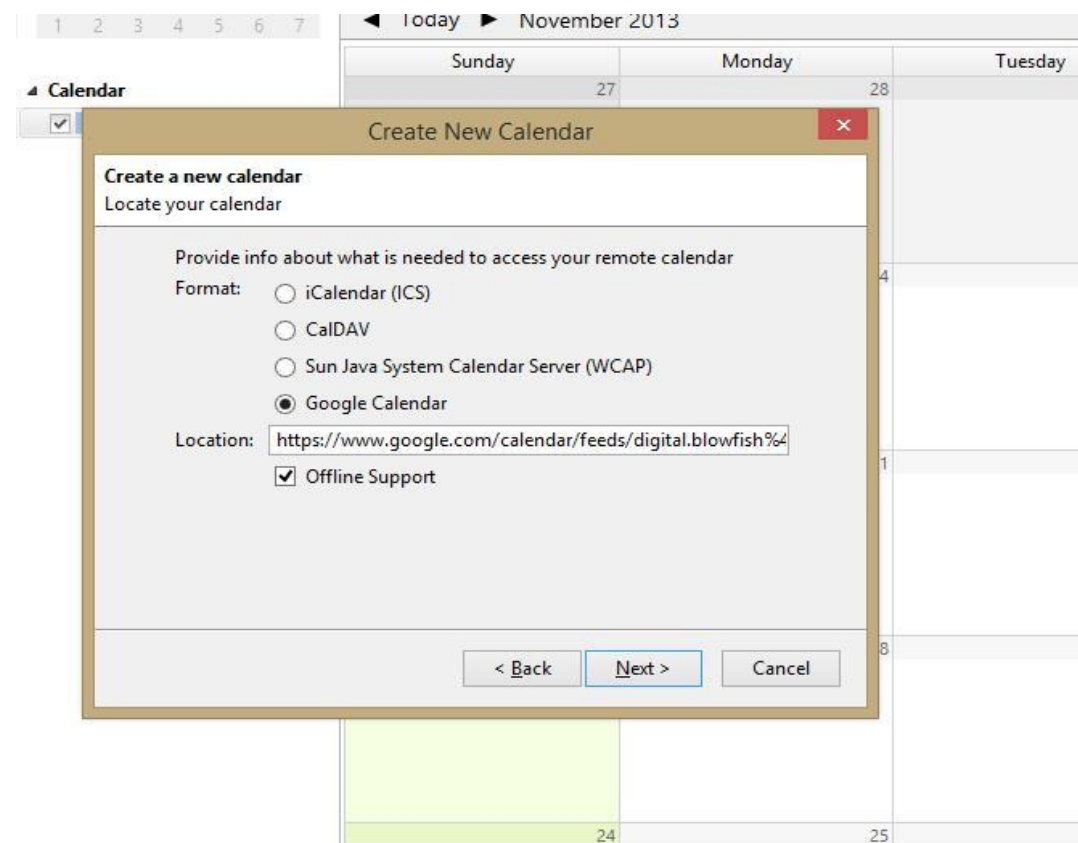 1 2 3 4 5 6 7
◀ Today ▶ November 2013
Sunday Monday Tuesday
Calendar
27 28
Create New Calendar
Create a new calendar
Locate your calendar
Provide info about what is needed to access your remote calendar
Format:
iCalendar (ICS)
CalDAV
Sun Java System Calendar Server (WCAP)
Google Calendar
Location: https://www.google.com/calendar/feeds/digital.blowfish%4
Offline Support
4
1
8
< Back Next > Cancel
24 25